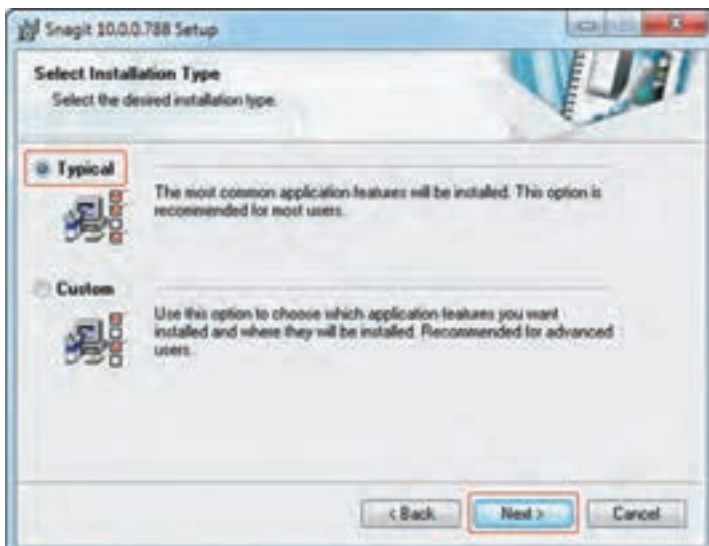 Snagit 10.0.0.788 Setup
Select Installation Type
Select the desired installation type.
Typical
The most common application features will be installed. This option is
recommended for most users.
Custom
Use this option to choose which application features you want
installed and where they will be installed. Recommended for advanced
users.
< Back
Next >
Cancel